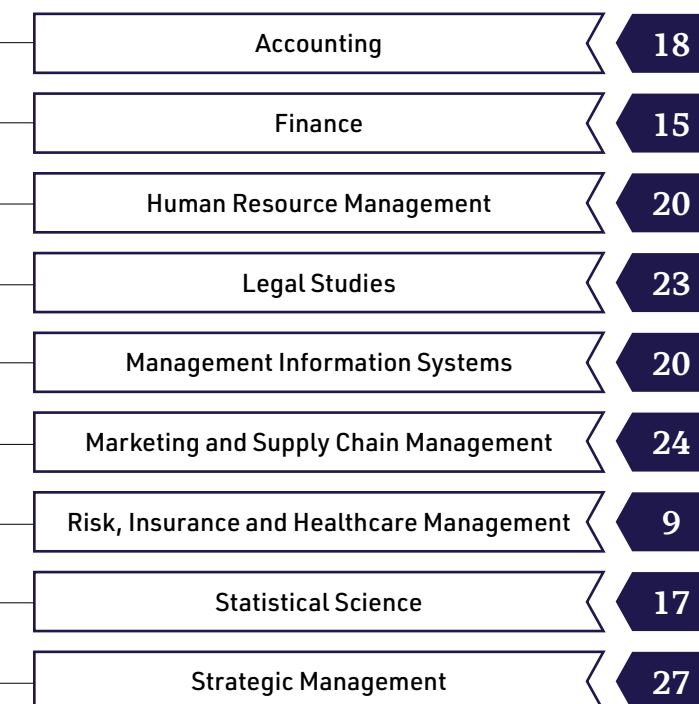 Accounting 18
Finance 15
Human Resource Management 20
Legal Studies 23
Management Information Systems 20
Marketing and Supply Chain Management 24
Risk, Insurance and Healthcare Management 9
Statistical Science 17
Strategic Management 27